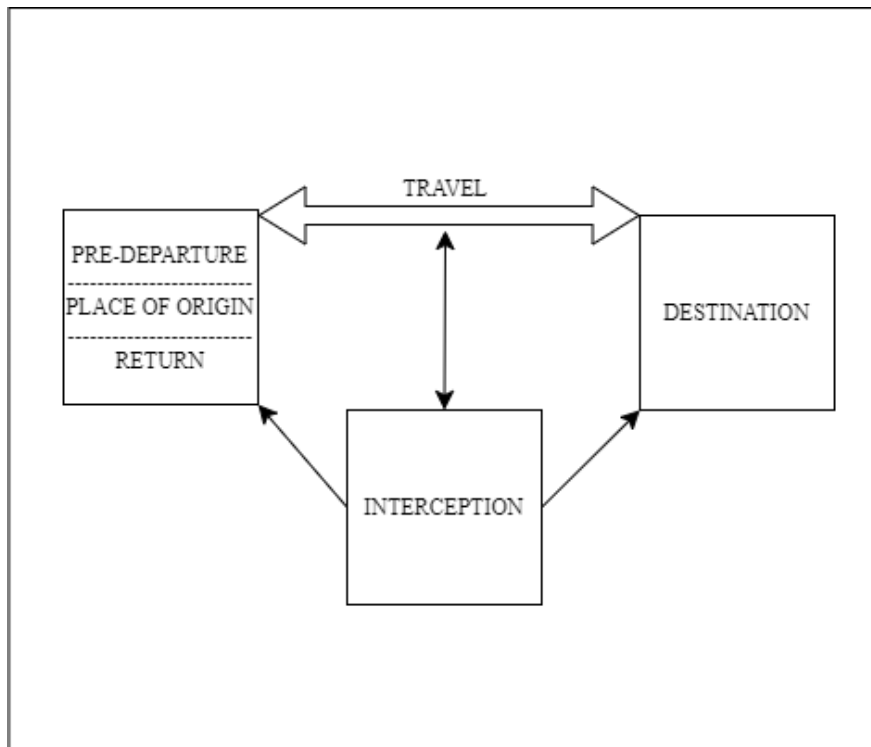 TRAVEL
PRE-DEPARTURE
PLACE OF ORIGIN
RETURN
DESTINATION
INTERCEPTION